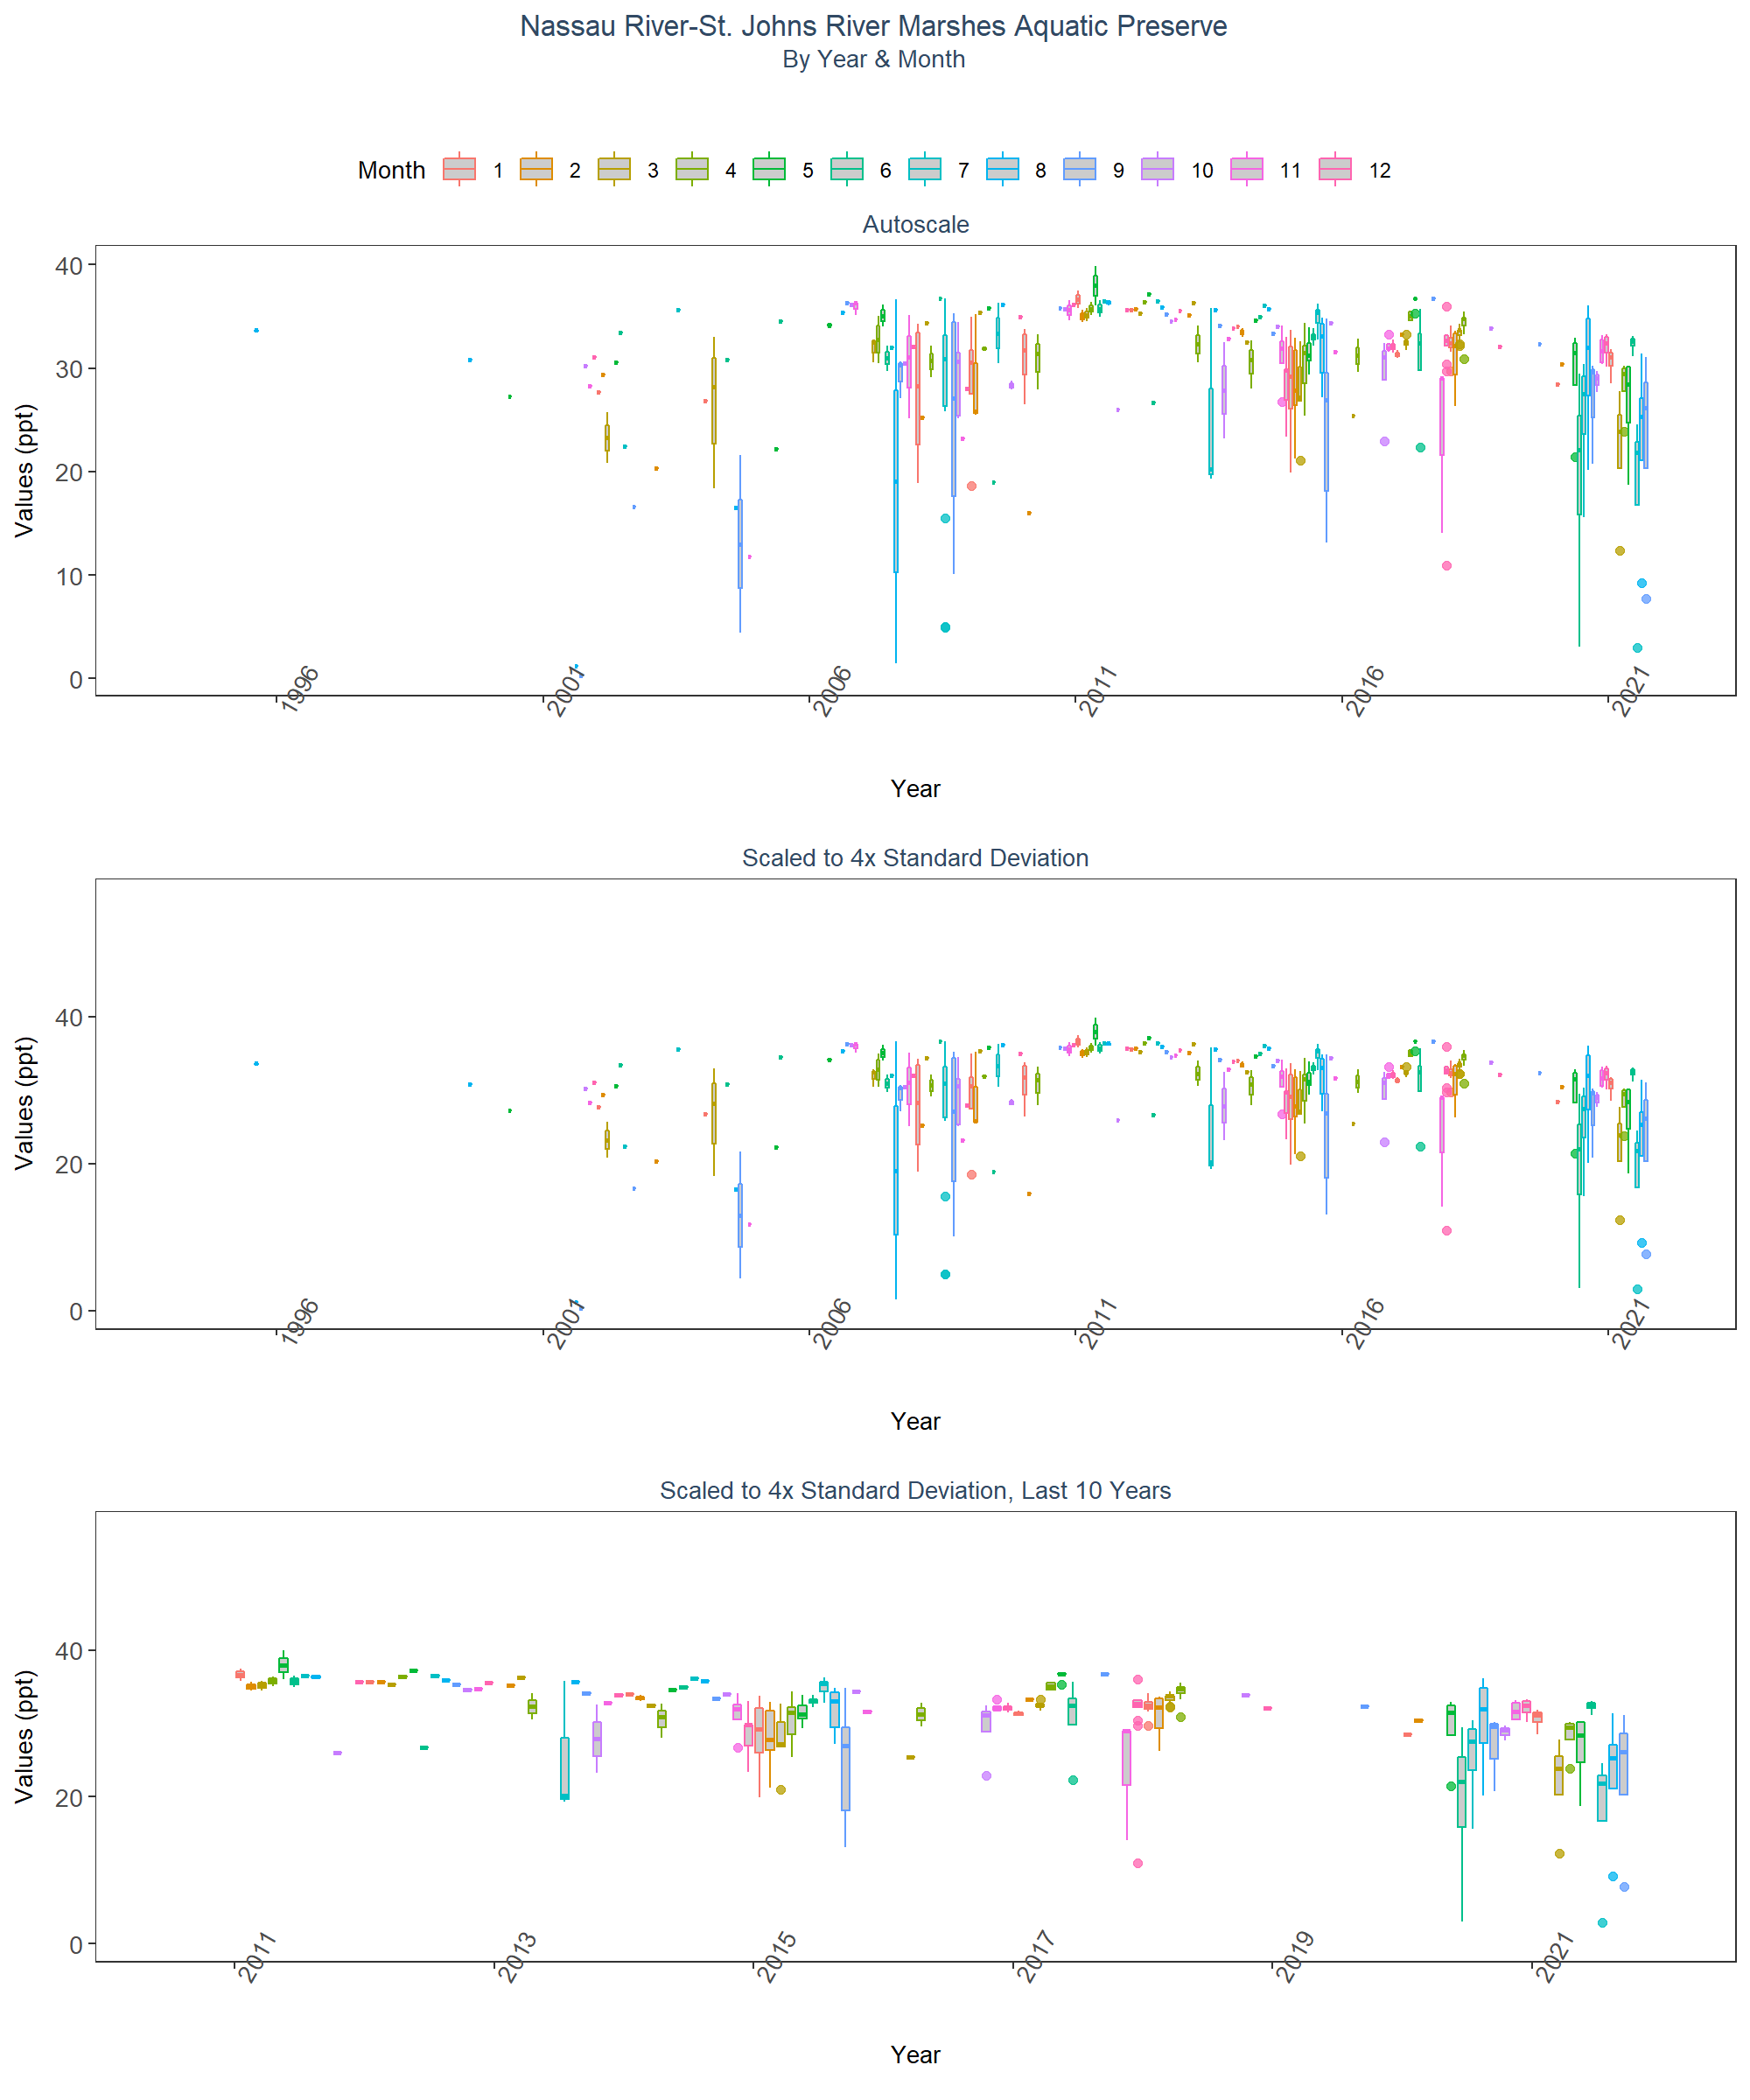 Nassau River-St. Johns River Marshes Aquatic Preserve
By Year & Month
Month 1 2 3 4 5 6 7 8 9 10 11 12
Autoscale
Values (ppt)
40
30
20
10
0
1996 2001 2006 2011 2016 2021
Year
Scaled to 4x Standard Deviation
Values (ppt)
40
20
0
1996 2001 2006 2011 2016 2021
Year
Scaled to 4x Standard Deviation, Last 10 Years
Values (ppt)
40
20
0
2011 2013 2015 2017 2019 2021
Year